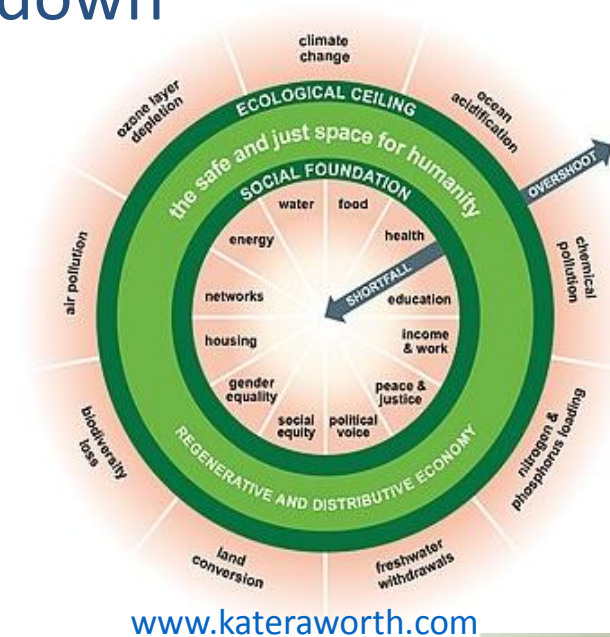 down
climate
change
ocean
acidification
chemical
pollution
nitrogen &
phosphorus loading
freshwater
withdrawals
land
conversion
biodiversity
loss
air pollution
ozone layer
depletion
ECOLOGICAL CEILING
OVERSHOOT
the safe and just space for humanity
SOCIAL FOUNDATION
water
food
health
SHORTFALL
education
income
& work
peace &
justice
political
voice
social
equity
gender
equality
housing
networks
energy
REGENERATIVE AND DISTRIBUTIVE ECONOMY
www.kateraworth.com